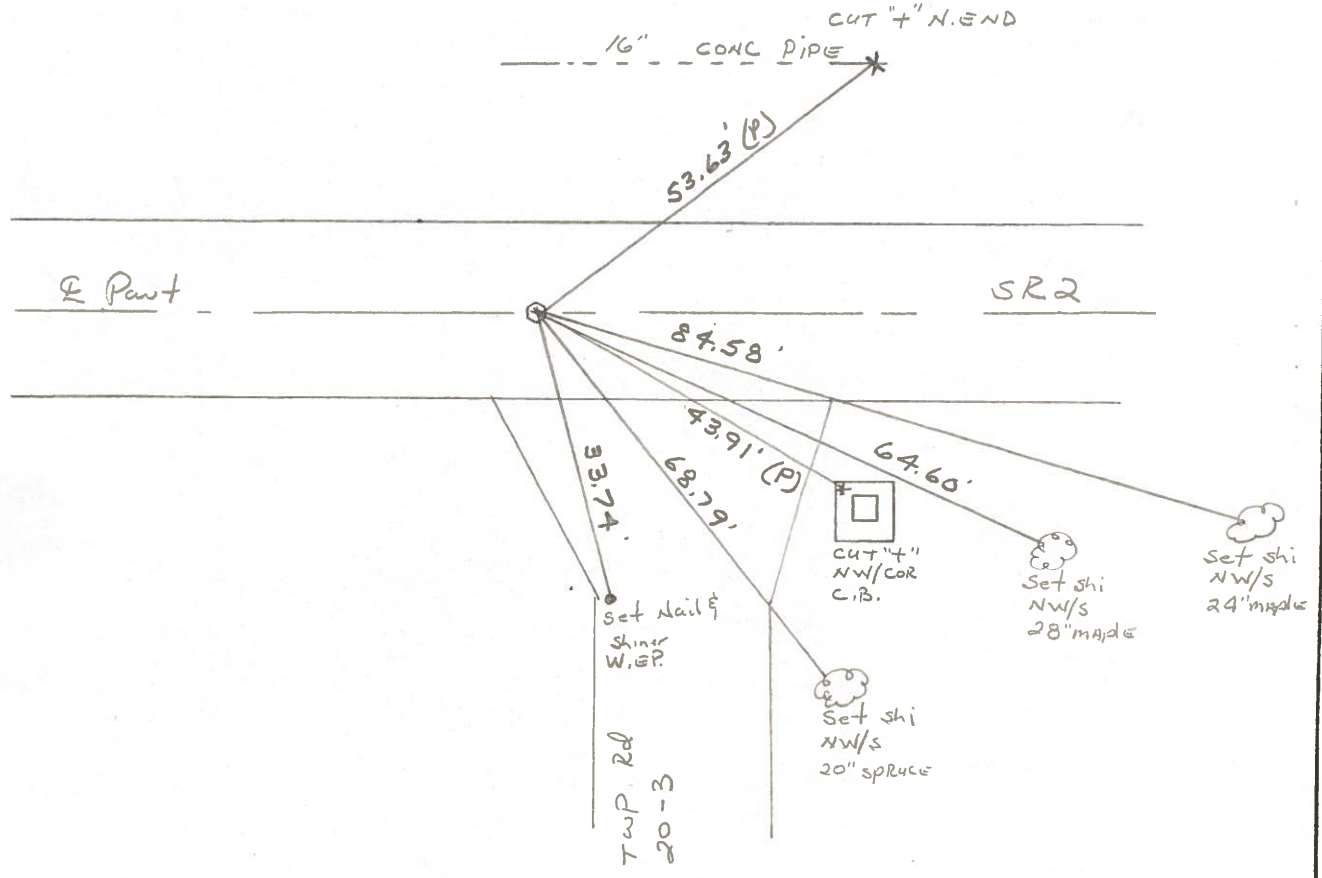 CUT "+" N. END
16" CONC PIPE
53.63' (P)
℄ Pav't
SR2
84.58'
43.91' (P)
64.60'
68.79'
33.74'
CUT "+"
NW/COR
C.B.
Set shi
NW/S
24" MAPLE
Set shi
NW/S
28" MAPLE
Set Nail &
Shiner
W.EP.
Set shi
NW/S
20" SPRUCE
TWP. Rd
20-3